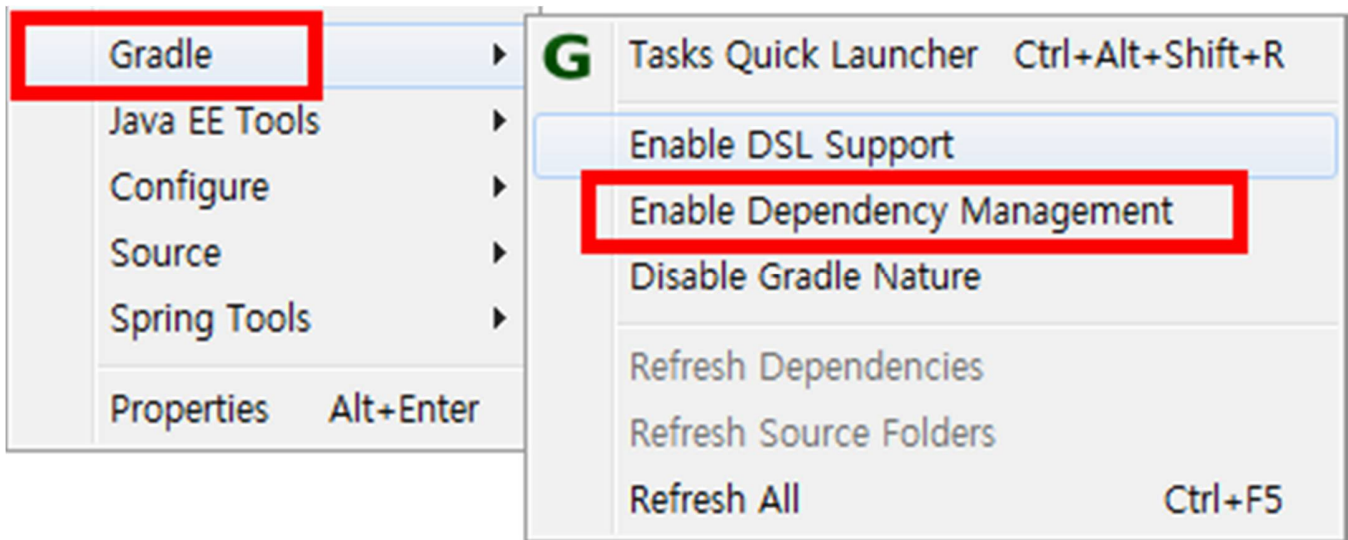 Gradle
Java EE Tools
Configure
Source
Spring Tools
Properties Alt+Enter
G Tasks Quick Launcher Ctrl+Alt+Shift+R
Enable DSL Support
Enable Dependency Management
Disable Gradle Nature
Refresh Dependencies
Refresh Source Folders
Refresh All Ctrl+F5